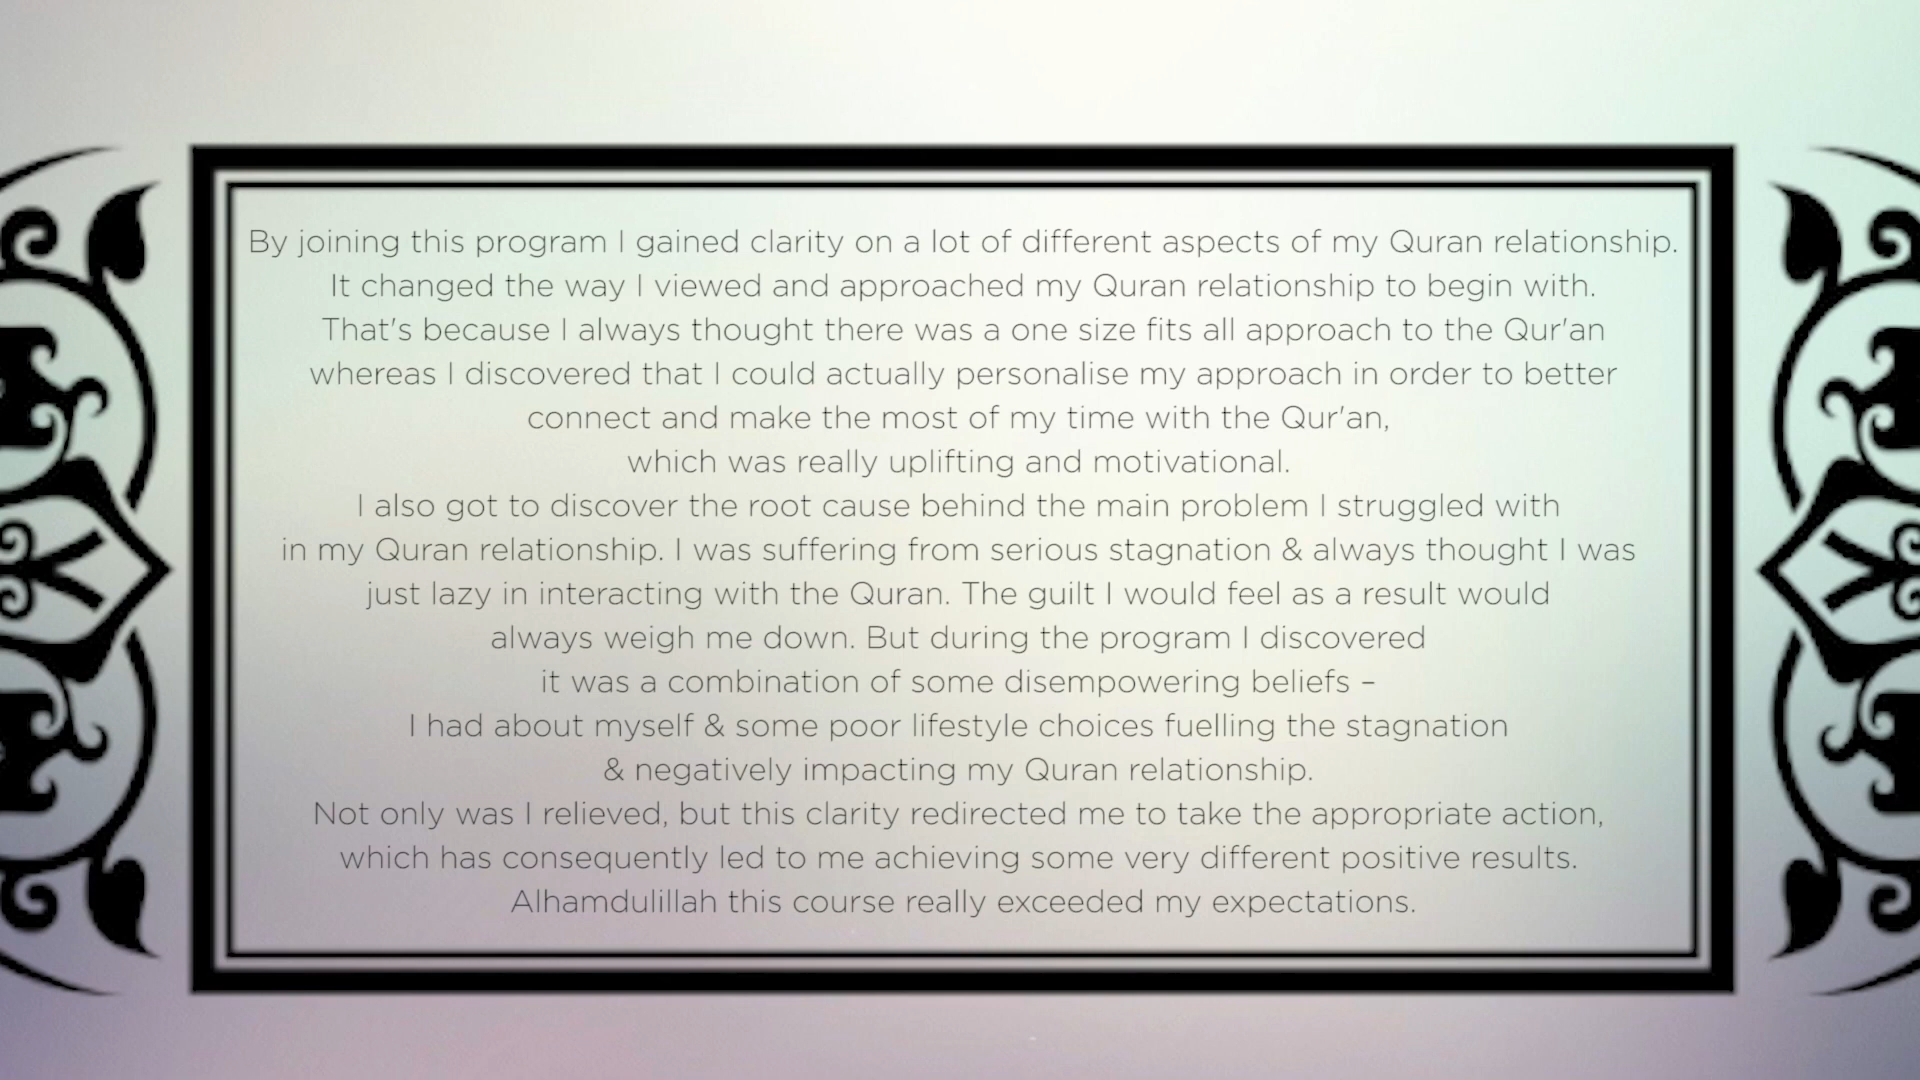 By joining this program I gained clarity on a lot of different aspects of my Quran relationship.
It changed the way I viewed and approached my Quran relationship to begin with.
That's because I always thought there was a one size fits all approach to the Qur'an
whereas I discovered that I could actually personalise my approach in order to better
connect and make the most of my time with the Qur'an,
which was really uplifting and motivational.
I also got to discover the root cause behind the main problem I struggled with
in my Quran relationship. I was suffering from serious stagnation & always thought I was
just lazy in interacting with the Quran. The guilt I would feel as a result would
always weigh me down. But during the program I discovered
it was a combination of some disempowering beliefs –
I had about myself & some poor lifestyle choices fuelling the stagnation
& negatively impacting my Quran relationship.
Not only was I relieved, but this clarity redirected me to take the appropriate action,
which has consequently led to me achieving some very different positive results.
Alhamdulillah this course really exceeded my expectations.